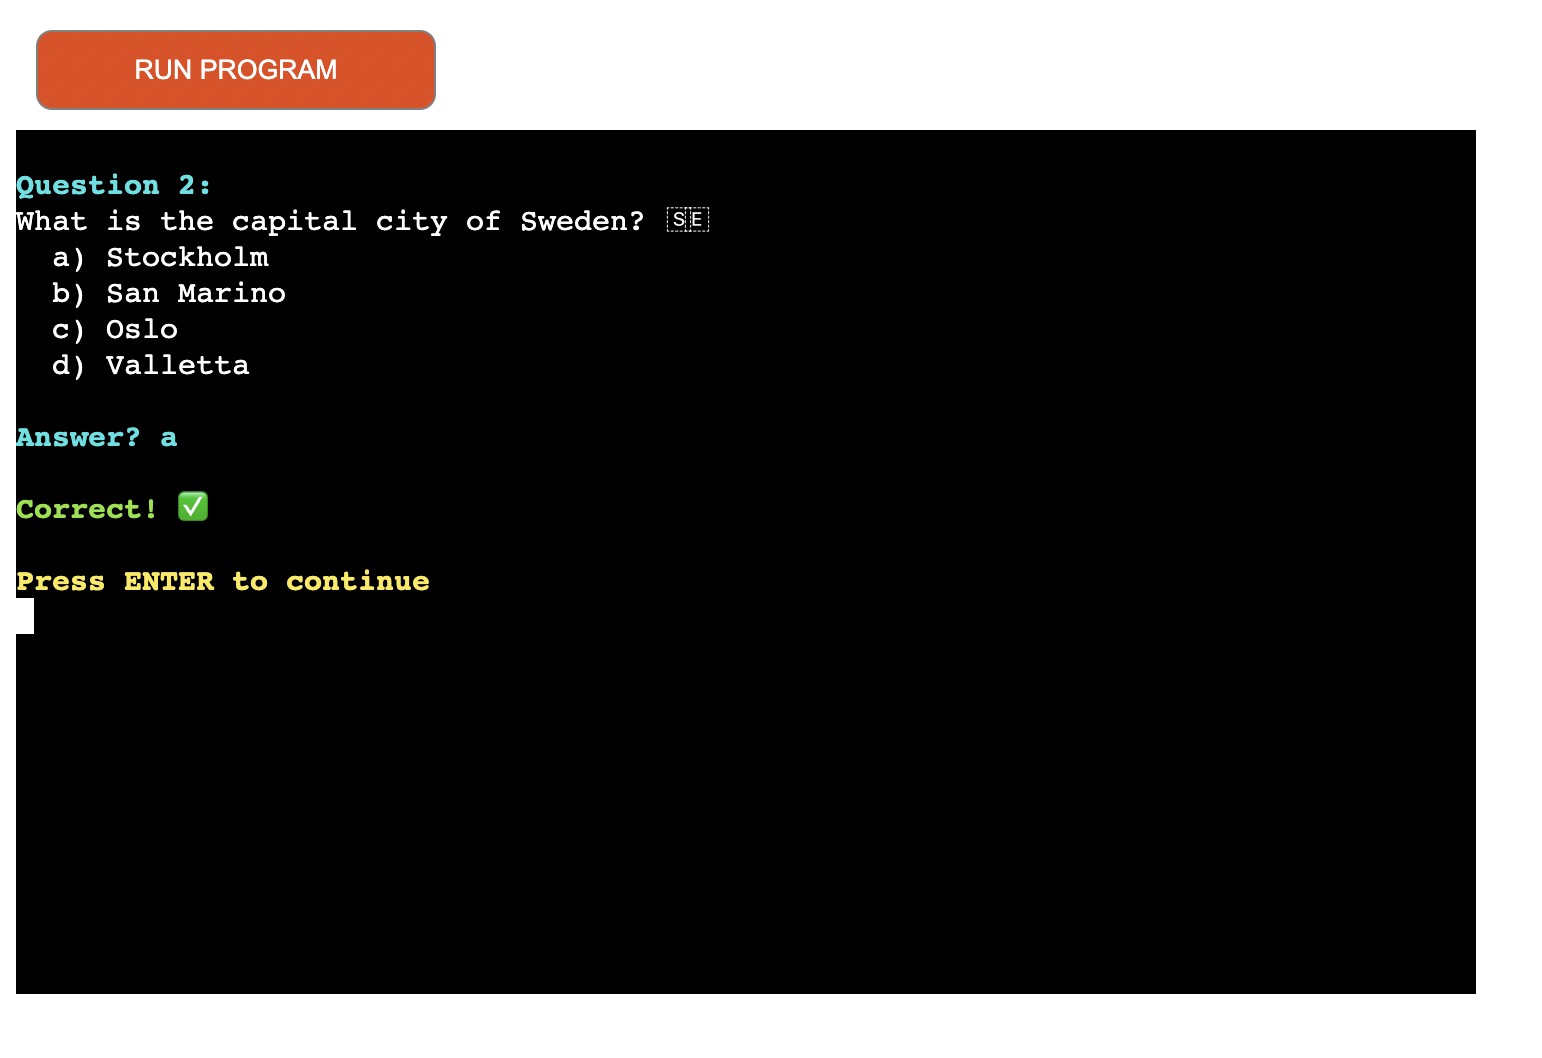 RUN PROGRAM
Question 2:
What is the capital city of Sweden? 🇸🇪
a) Stockholm
b) San Marino
c) Oslo
d) Valletta
Answer? a
Correct! ✅
Press ENTER to continue